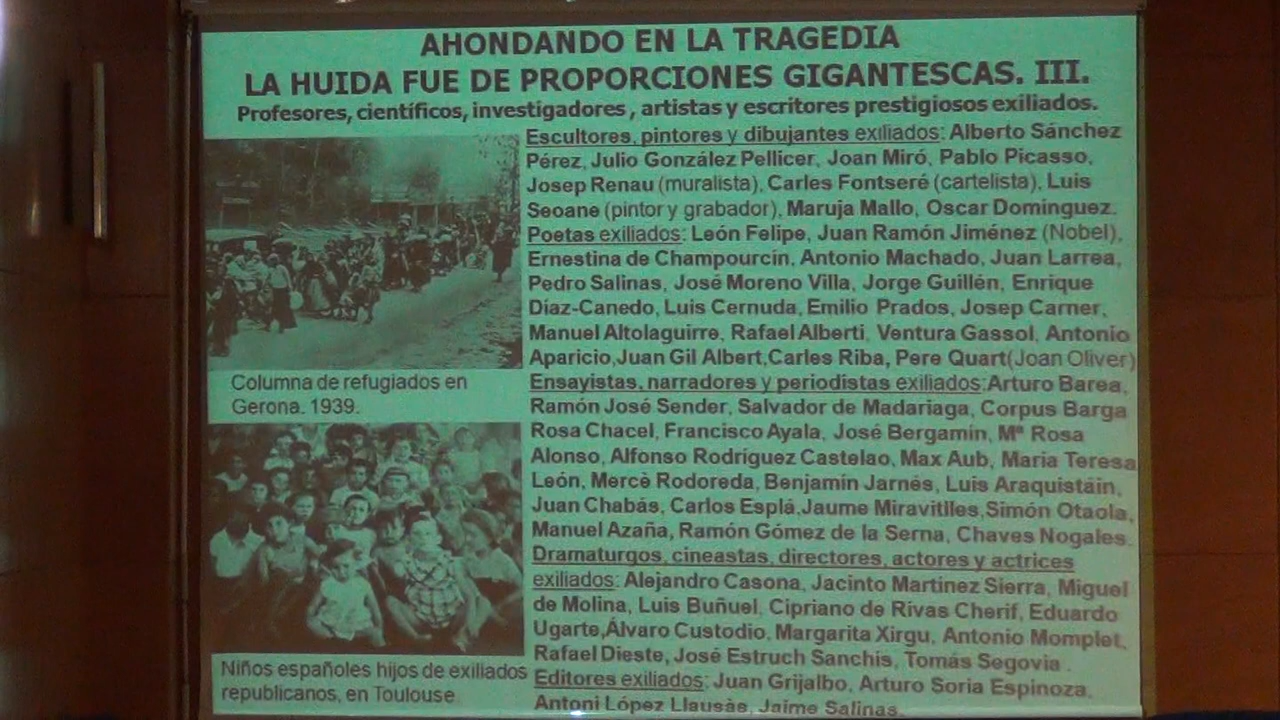 AHONDANDO EN LA TRAGEDIA
LA HUIDA FUE DE PROPORCIONES GIGANTESCAS. III.
Profesores, científicos, investigadores, artistas y escritores prestigiosos exiliados.
Escultores, pintores y dibujantes exiliados: Alberto Sánchez
Pérez, Julio González Pellicer, Joan Miró, Pablo Picasso,
Josep Renau (muralista), Carles Fontseré (cartelista), Luis
Seoane (pintor y grabador), Maruja Mallo, Oscar Dominguez.
Poetas exiliados: León Felipe, Juan Ramón Jiménez (Nobel),
Ernestina de Champourcín, Antonio Machado, Juan Larrea,
Pedro Salinas, José Moreno Villa, Jorge Guillén, Enrique
Díaz-Canedo, Luis Cernuda, Emilio Prados, Josep Carner,
Manuel Altolaguirre, Rafael Alberti, Ventura Gassol, Antonio
Aparicio,Juan Gil Albert,Carles Riba, Pere Quart(Joan Oliver)
Ensayistas, narradores y periodistas exiliados:Arturo Barea,
Ramón José Sender, Salvador de Madariaga, Corpus Barga
Rosa Chacel, Francisco Ayala, José Bergamín, Mª Rosa
Alonso, Alfonso Rodríguez Castelao, Max Aub, Maria Teresa
León, Mercè Rodoreda, Benjamín Jarnés, Luis Araquistáin,
Juan Chabás, Carlos Esplá,Jaume Miravitlles,Simón Otaola,
Manuel Azaña, Ramón Gómez de la Serna, Chaves Nogales.
Dramaturgos, cineastas, directores, actores y actrices
exiliados: Alejandro Casona, Jacinto Martinez Sierra, Miguel
de Molina, Luis Buñuel, Cipriano de Rivas Cherif, Eduardo
Ugarte,Álvaro Custodio, Margarita Xirgu, Antonio Momplet,
Rafael Dieste, José Estruch Sanchis, Tomás Segovia .
Editores exiliados: Juan Grijalbo, Arturo Soria Espinoza,
Antoni López Llausàs, Jaime Salinas.
Columna de refugiados en
Gerona. 1939.
Niños españoles hijos de exiliados
republicanos, en Toulouse